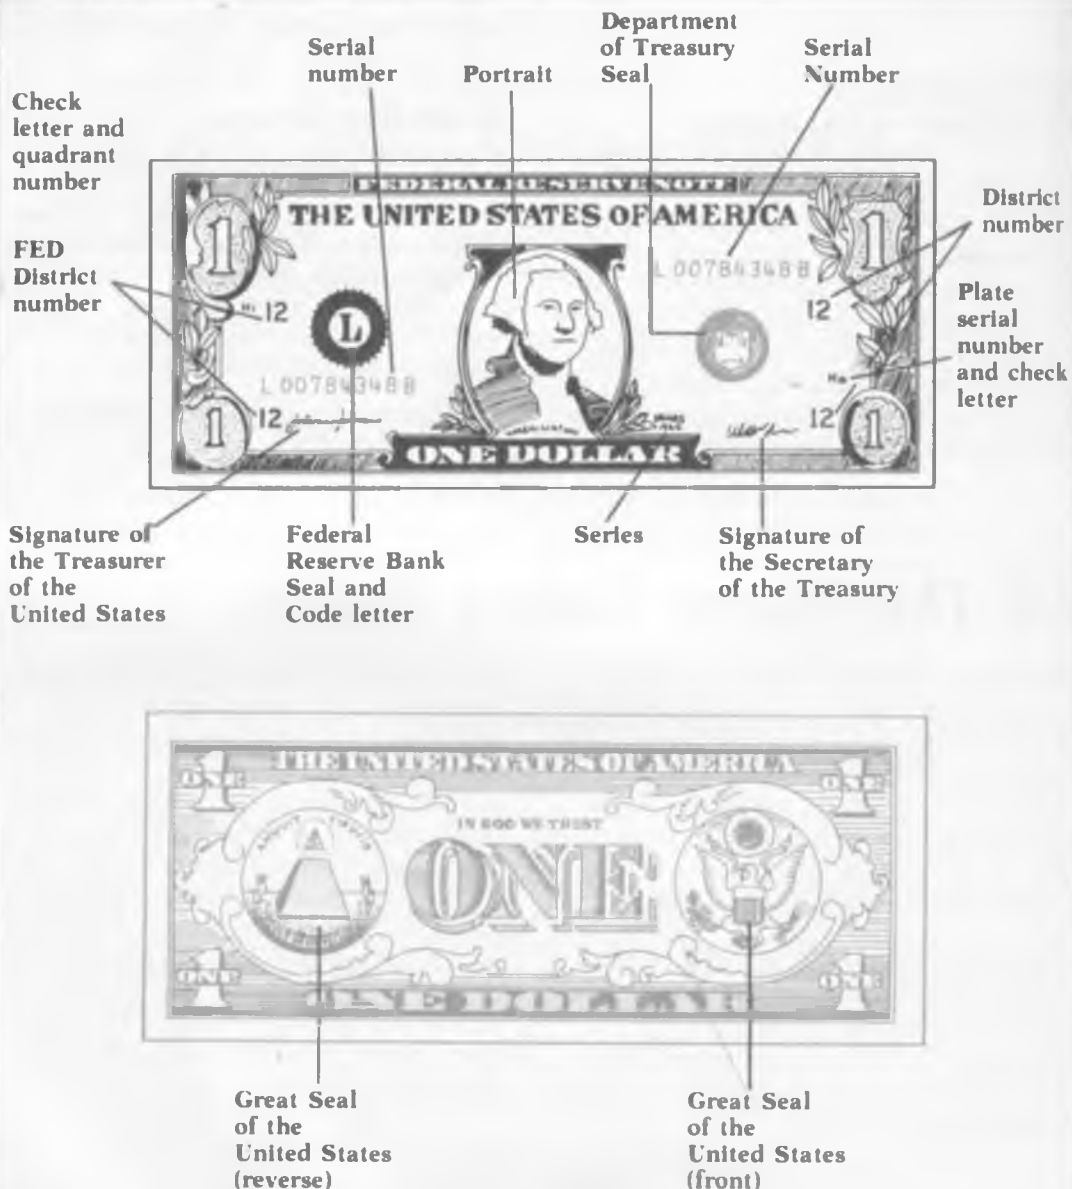 Department
of Treasury
Seal
Serial
number
Portrait
Serial
Number
Check
letter and
quadrant
number
FED
District
number
District
number
Plate
serial
number
and check
letter
FEDERAL RESERVE NOTE
THE UNITED STATES OF AMERICA
1
1
L 00784348 B
12
12
L
L 00784348 B
12
12
1
1
WASHINGTON
SERIES
ONE DOLLAR
Signature of
the Treasurer
of the
United States
Federal
Reserve Bank
Seal and
Code letter
Series
Signature of
the Secretary
of the Treasury
THE UNITED STATES OF AMERICA
ONE
ONE
IN GOD WE TRUST
ONE
ONE
ONE
ONE DOLLAR
Great Seal
of the
United States
(reverse)
Great Seal
of the
United States
(front)